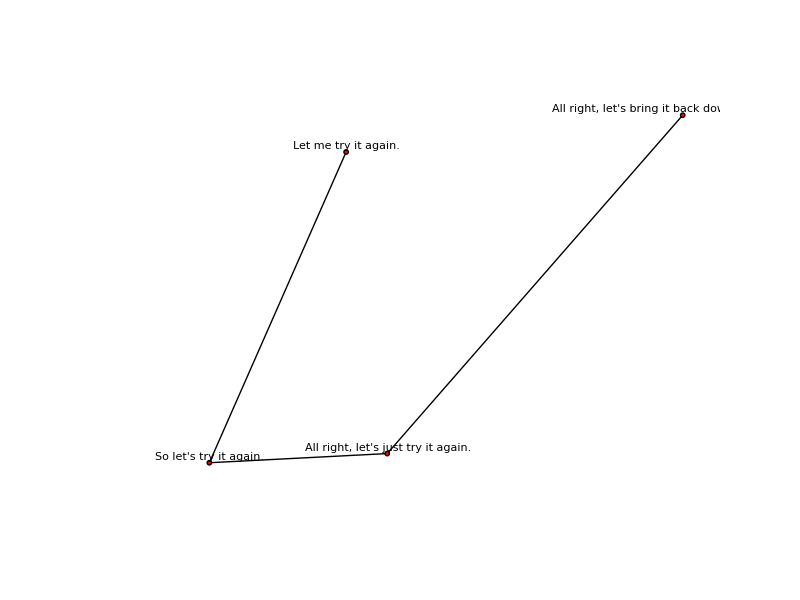 All right, let's bring it back
Let me try it again.
All right, let's just try it again.
So let's try it again.